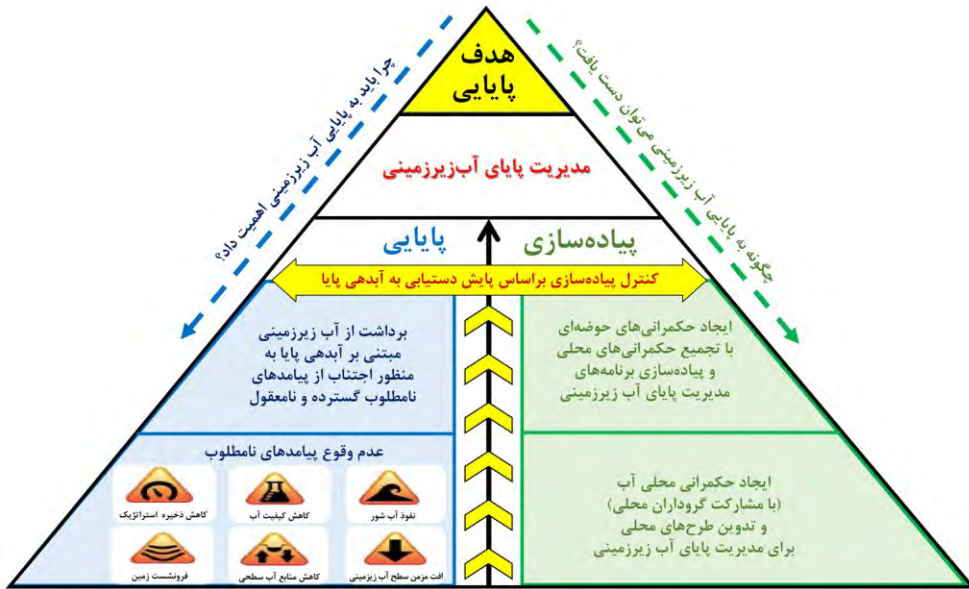 هدف
پایایی
چرا باید به پایایی آب زیرزمینی اهمیت داد؟
چگونه به پایایی آب زیرزمینی می‌توان دست یافت؟
مدیریت پایای آب‌زیرزمینی
پیاده‌سازی
پایایی
کنترل پیاده‌سازی براساس پایش دستیابی به آبدهی پایا
ایجاد حکمرانی‌های حوضه‌ای
با تجمیع حکمرانی‌های محلی
و پیاده‌سازی برنامه‌های
مدیریت پایای آب زیرزمینی
برداشت از آب زیرزمینی
مبتنی بر آبدهی پایا به
منظور اجتناب از پیامدهای
نامطلوب گسترده و نامعقول
ایجاد حکمرانی محلی آب
(با مشارکت گروداران محلی)
و تدوین طرح‌های محلی
برای مدیریت پایای آب زیرزمینی
عدم وقوع پیامدهای نامطلوب
نفوذ آب شور
کاهش کیفیت آب
کاهش ذخیره استراتژیک
افت مزمن سطح آب زیزمینی
کاهش منابع آب سطحی
فرونشست زمین